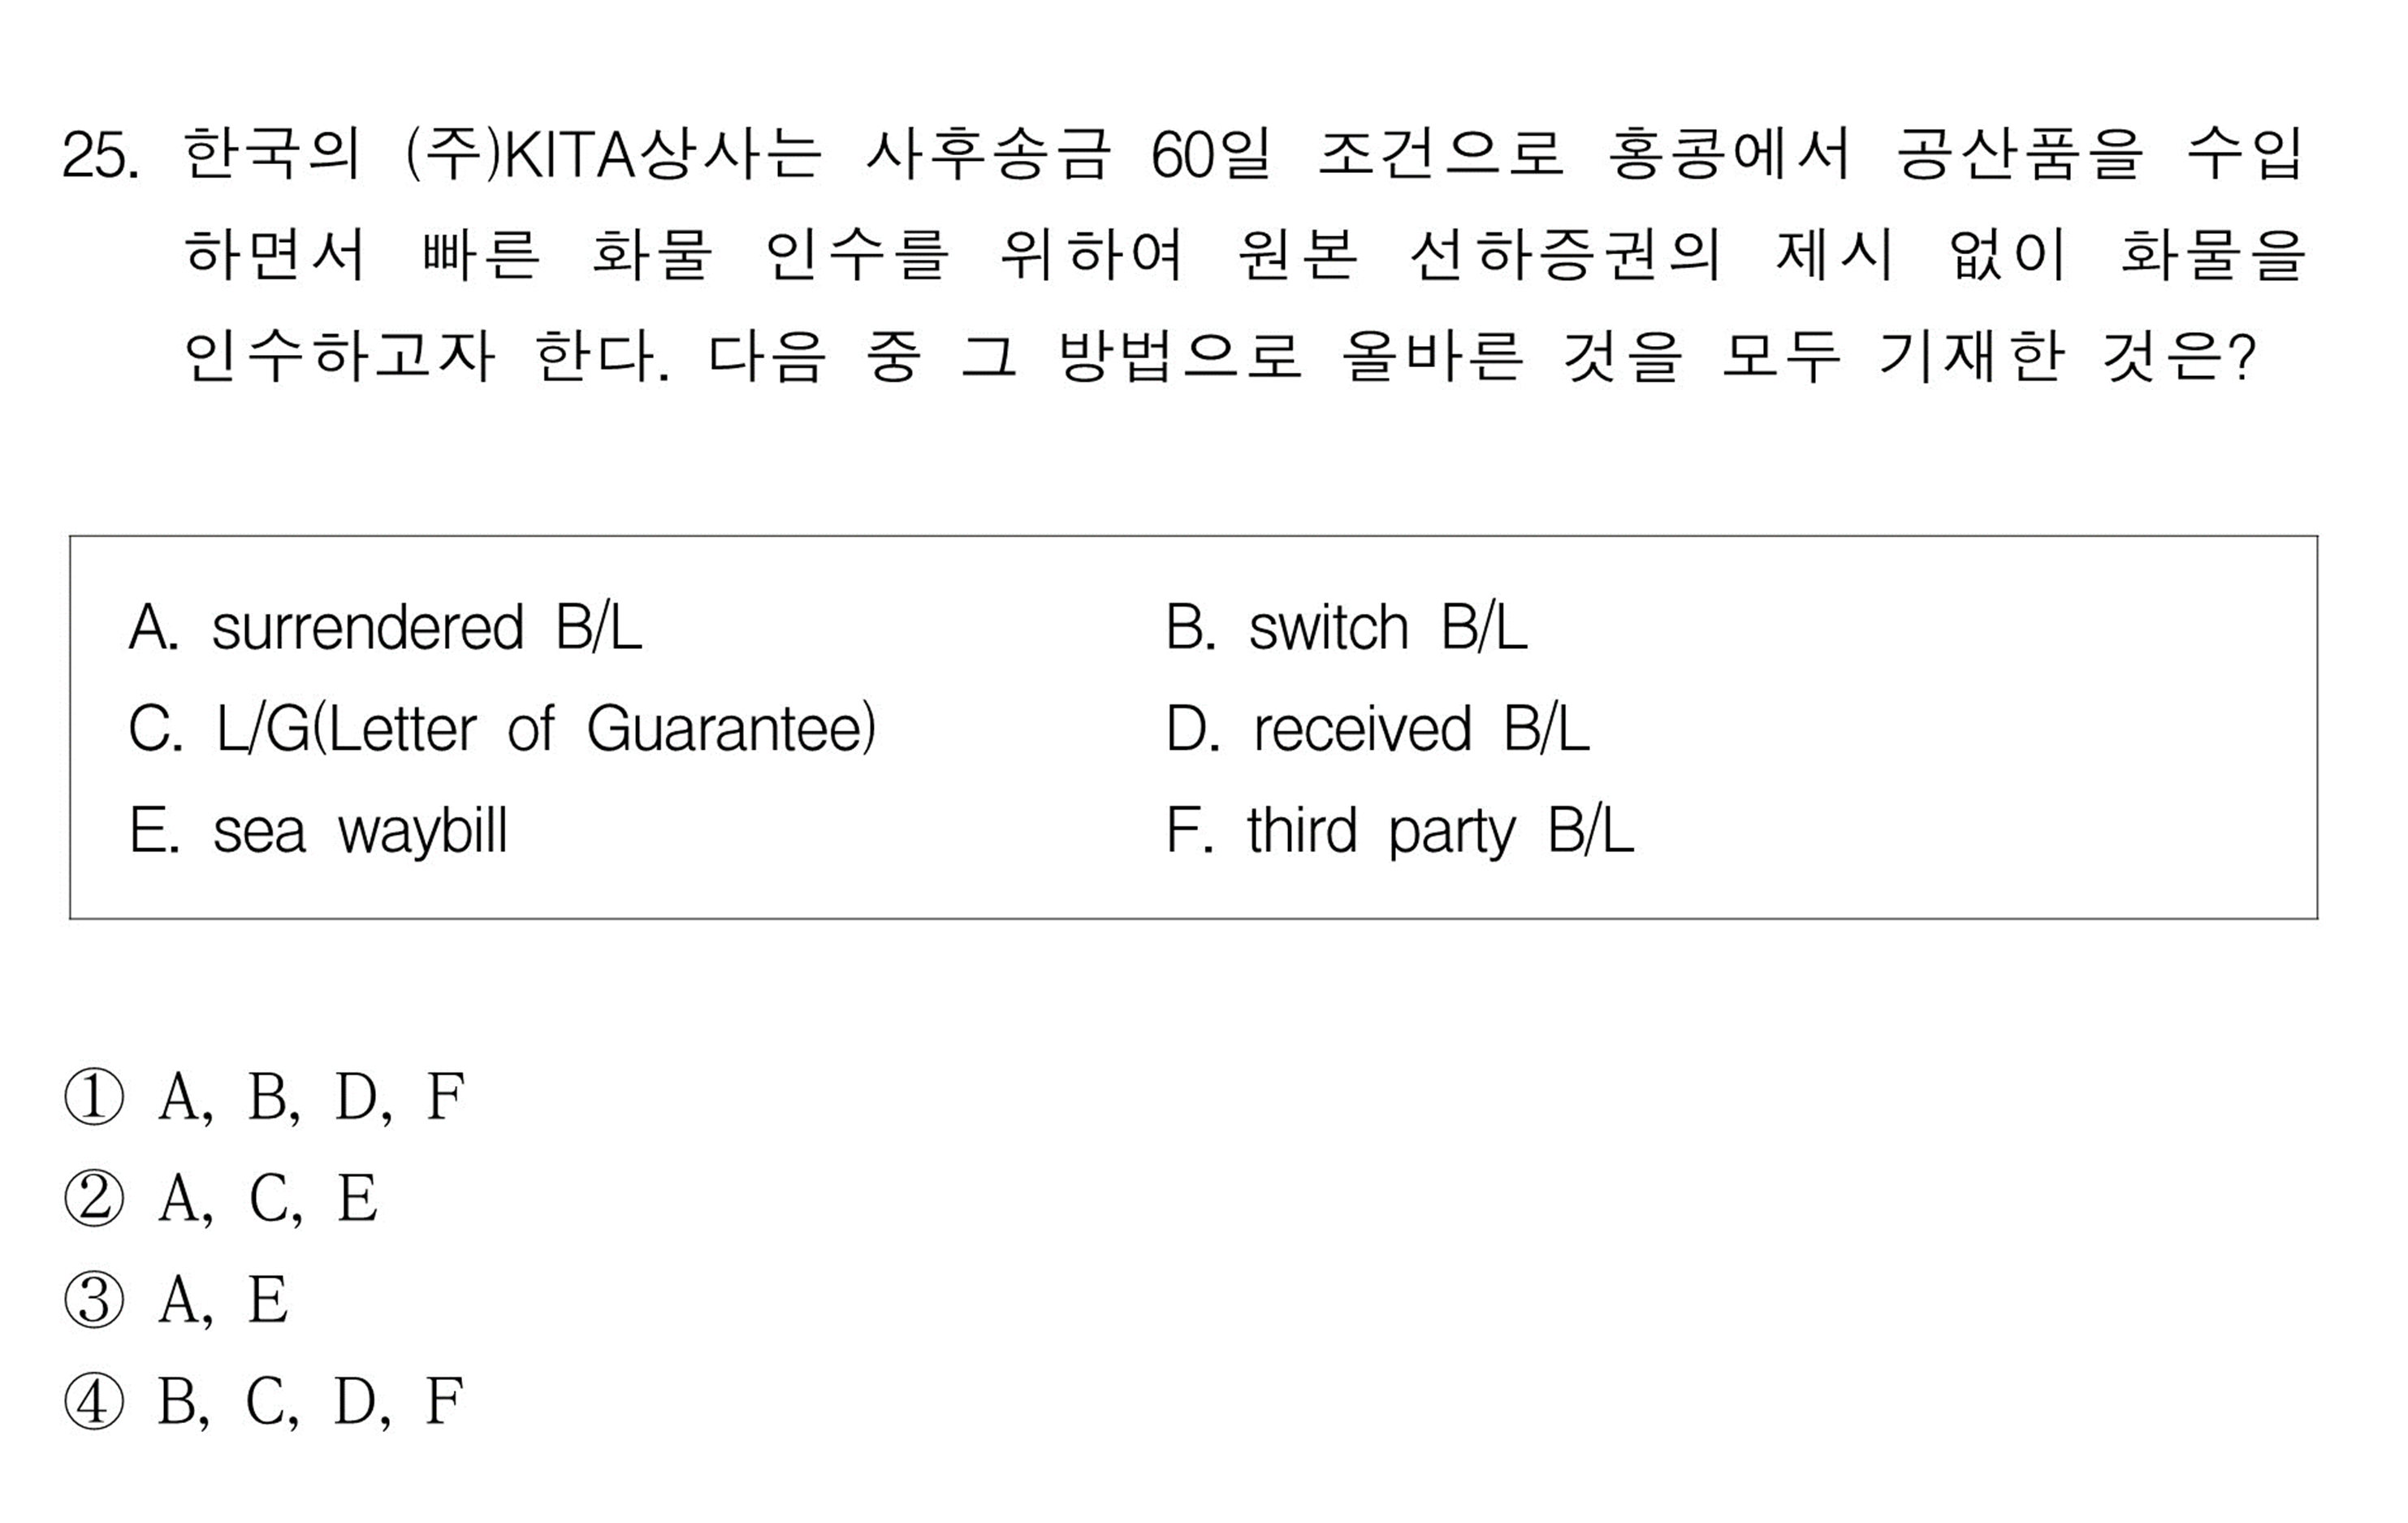 25. 한국의 (주)KITA상사는 사후송금 60일 조건으로 홍콩에서 공산품을 수입
하면서 빠른 화물 인수를 위하여 원본 선하증권의 제시 없이 화물을
인수하고자 한다. 다음 중 그 방법으로 올바른 것을 모두 기재한 것은?
A. surrendered B/L B. switch B/L
C. L/G(Letter of Guarantee) D. received B/L
E. sea waybill F. third party B/L
① A, B, D, F
② A, C, E
③ A, E
④ B, C, D, F